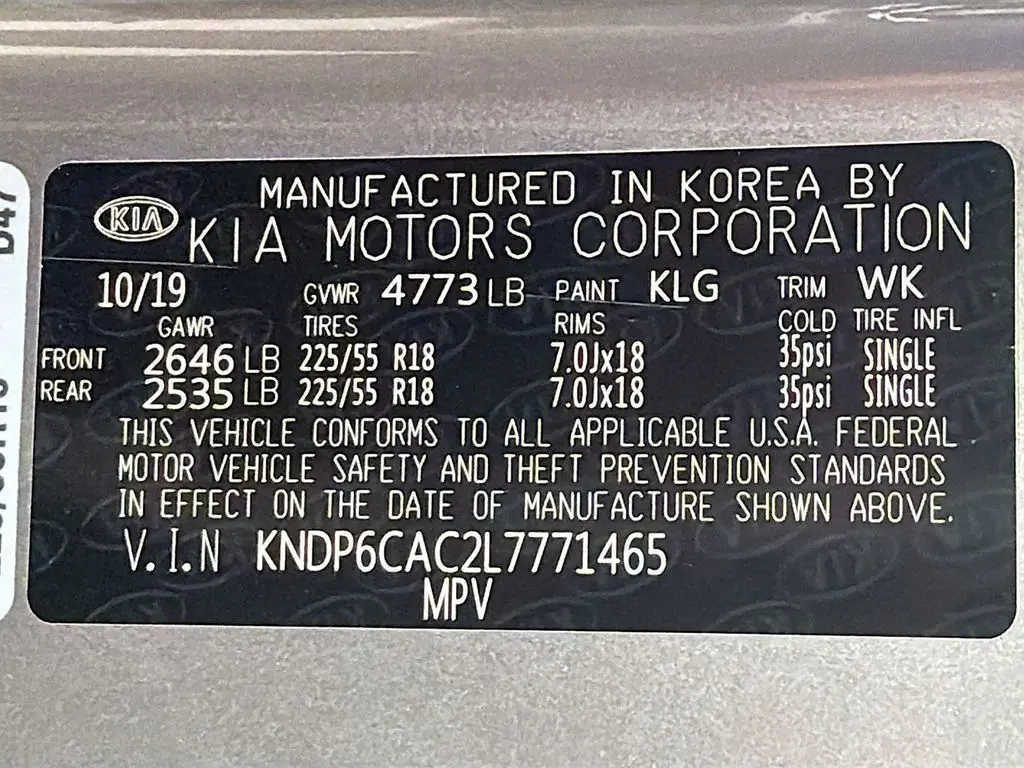 MANUFACTURED IN KOREA BY
KIA KIA MOTORS CORPORATION
10/19 GVWR 4773 LB PAINT KLG TRIM WK
GAWR TIRES RIMS COLD TIRE INFL
FRONT 2646 LB 225/55 R18 7.0Jx18 35psi SINGLE
REAR 2535 LB 225/55 R18 7.0Jx18 35psi SINGLE
THIS VEHICLE CONFORMS TO ALL APPLICABLE U.S.A. FEDERAL
MOTOR VEHICLE SAFETY AND THEFT PREVENTION STANDARDS
IN EFFECT ON THE DATE OF MANUFACTURE SHOWN ABOVE.
V.I.N KNDP6CAC2L7771465
MPV